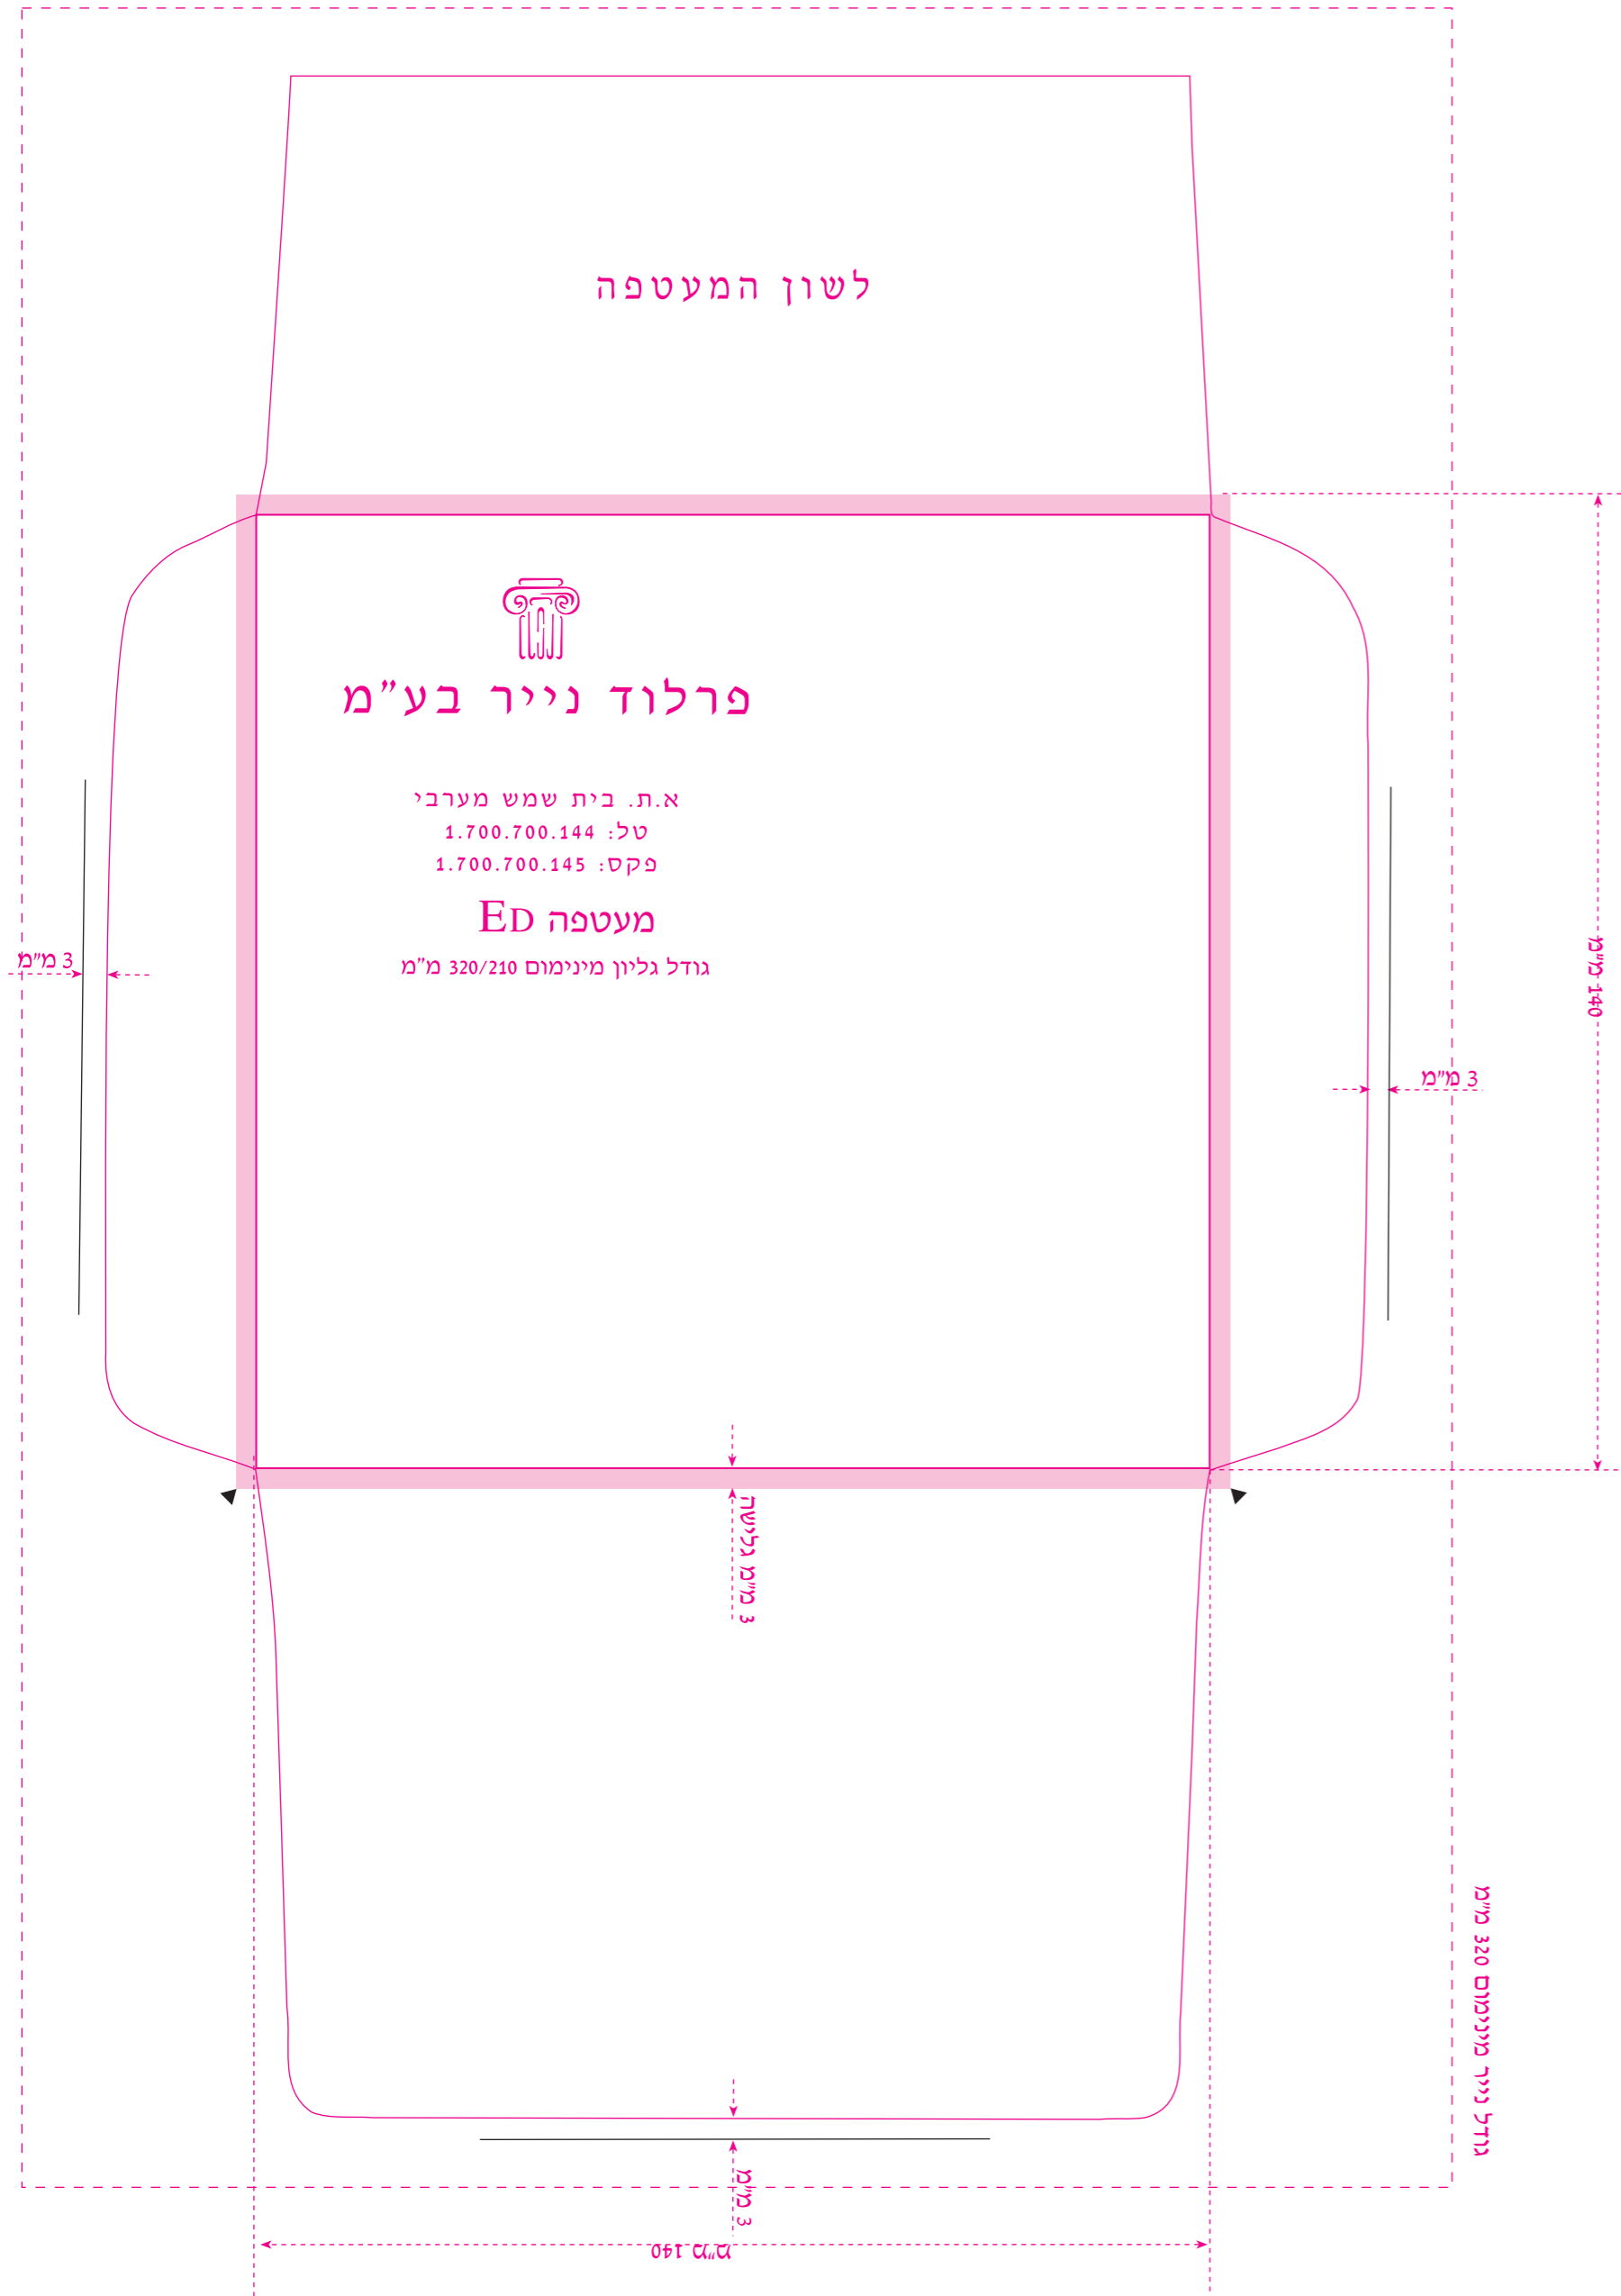 לשון המעטפה
פרלוד נייר בע"מ
א.ת. בית שמש מערבי
טל: 1.700.700.144
פקס: 1.700.700.145
מעטפה ED
גודל גליון מינימום 320/210 מ"מ
3 מ"מ
140 מ"מ
3 מ"מ
3 מ"מ גלישה
גודל נייר מינימום 320 מ"מ
3 מ"מ
140 מ"מ